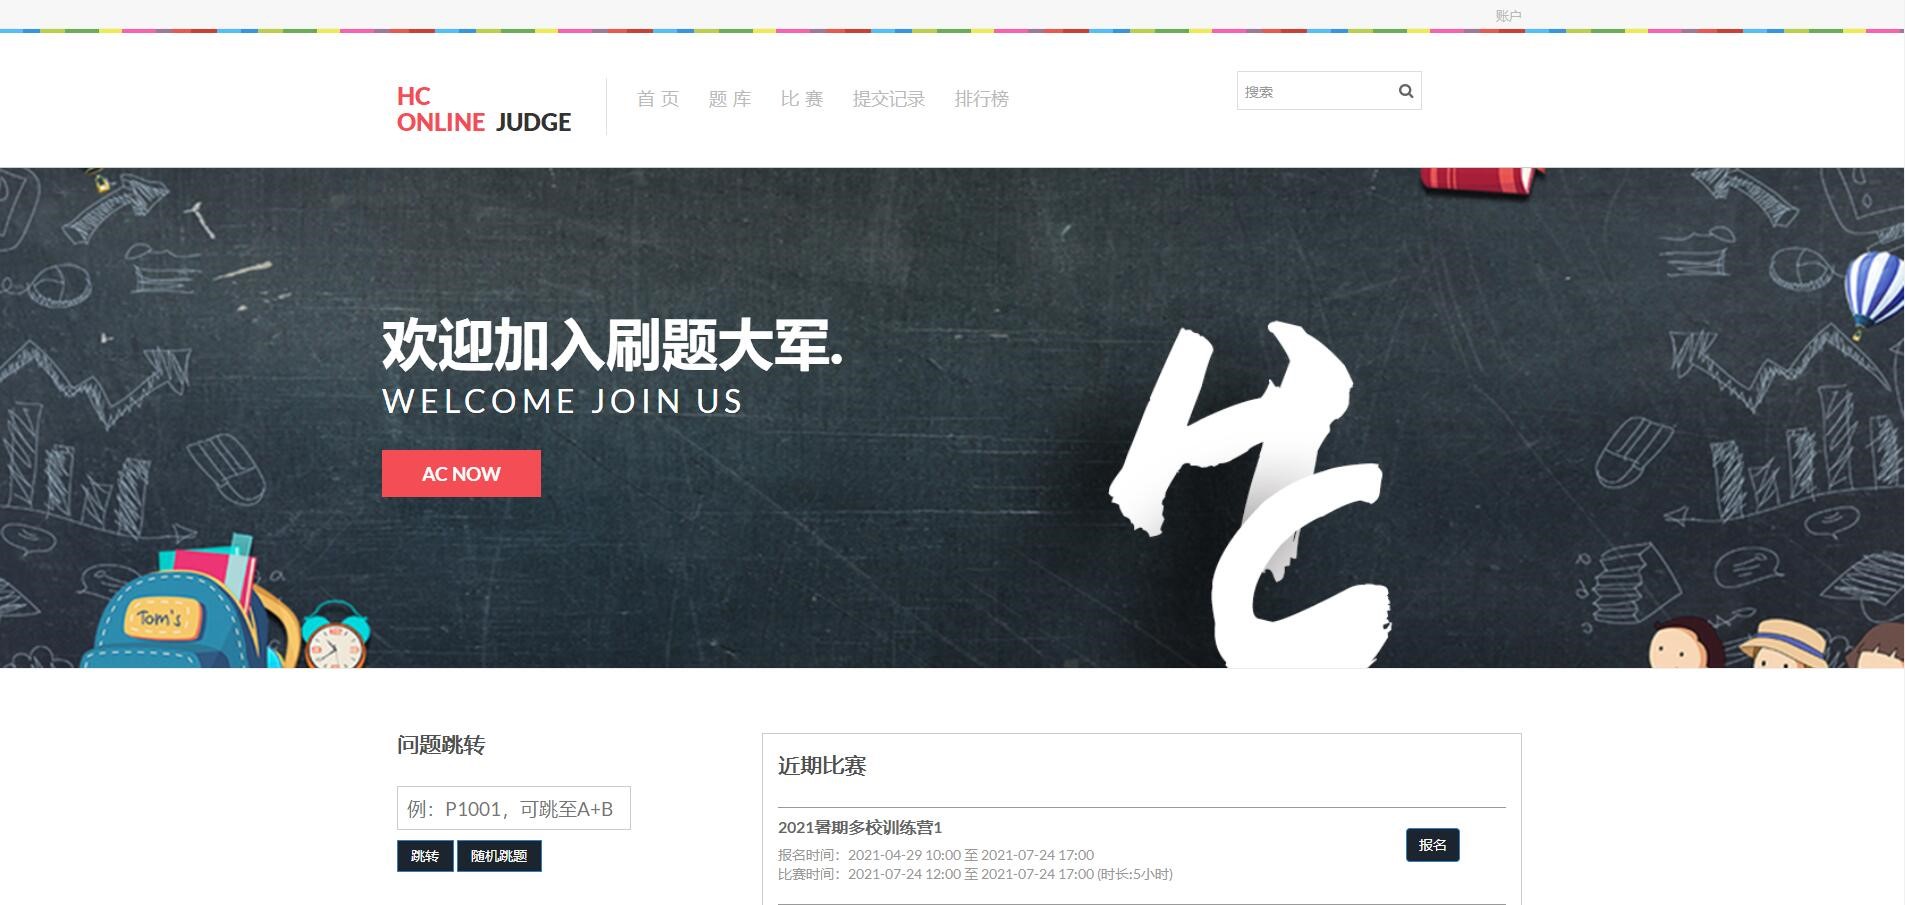 账户
HC
ONLINE JUDGE
首 页 题 库 比 赛 提交记录 排行榜
搜索
欢迎加入刷题大军.
WELCOME JOIN US
AC NOW
HC
Tom's
问题跳转
例：P1001，可跳至A+B
跳转 随机跳题
近期比赛
2021暑期多校训练营1
报名时间：2021-04-29 10:00 至 2021-07-24 17:00
比赛时间：2021-07-24 12:00 至 2021-07-24 17:00 (时长:5小时)
报名